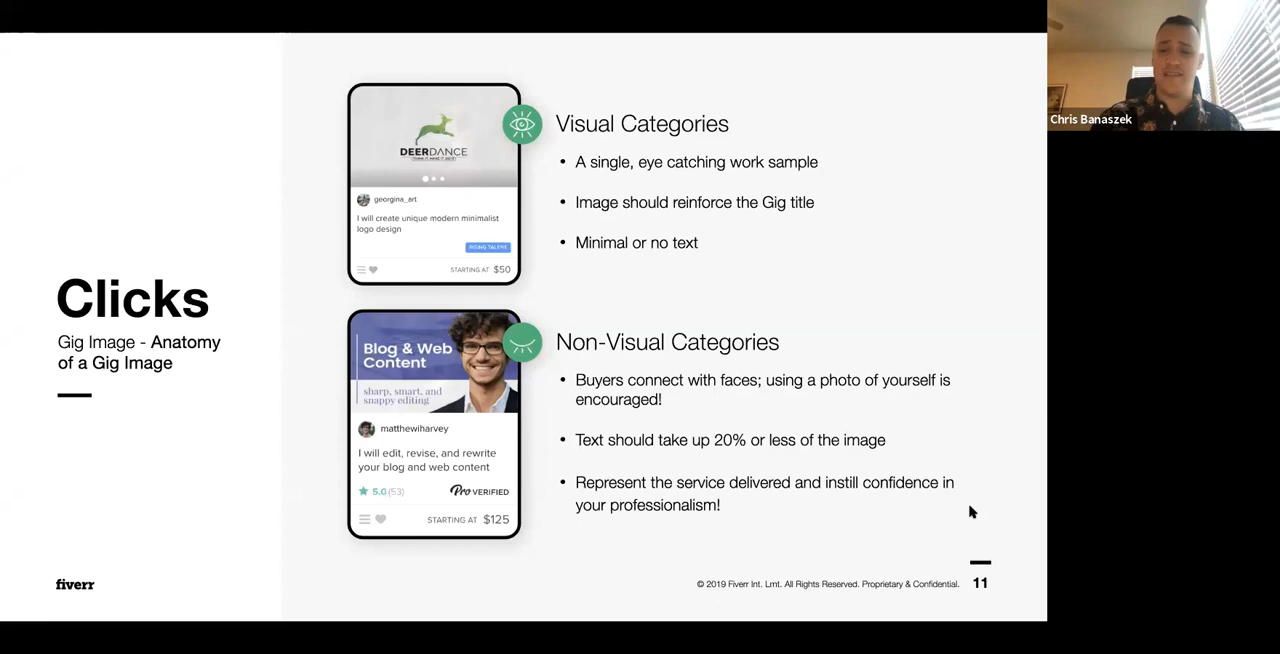 Clicks
Gig Image - Anatomy
of a Gig Image
fiverr
DEERDANCE
georgina_art
I will create unique modern minimalist
logo design
RISING TALENT
STARTING AT $50
Visual Categories
• A single, eye catching work sample
• Image should reinforce the Gig title
• Minimal or no text
Blog & Web
Content
sharp, smart, and
snappy editing
matthewiharvey
I will edit, revise, and rewrite
your blog and web content
5.0 (53)
Pro VERIFIED
STARTING AT $125
Non-Visual Categories
• Buyers connect with faces; using a photo of yourself is
encouraged!
• Text should take up 20% or less of the image
• Represent the service delivered and instill confidence in
your professionalism!
© 2019 Fiverr Int. Lmt. All Rights Reserved. Proprietary & Confidential.
11
Chris Banaszek